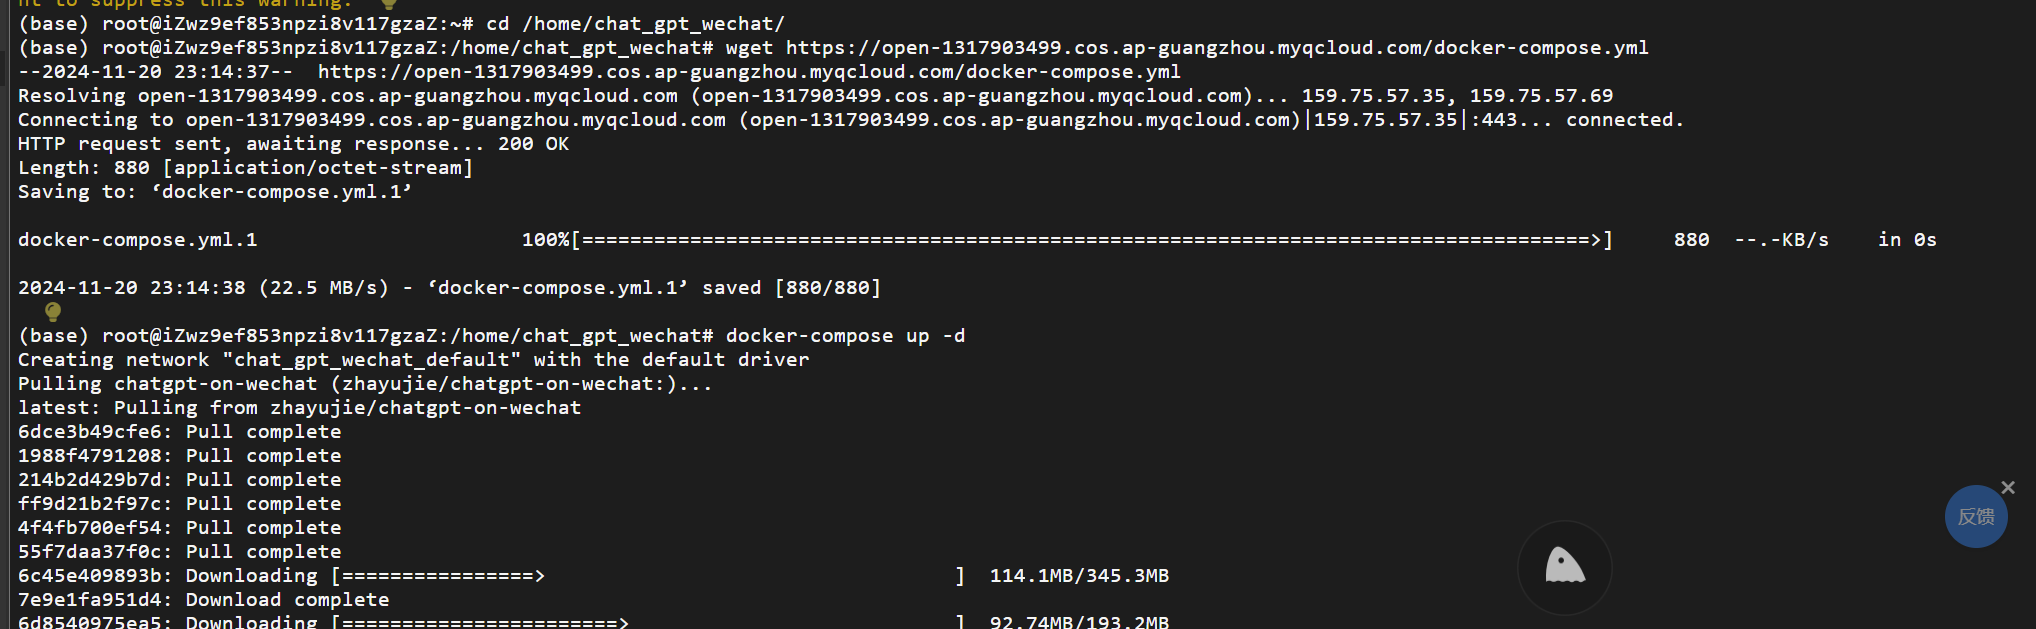 nt to suppress this warning.
(base) root@iZwz9ef853npzi8v117gzaZ:~# cd /home/chat_gpt_wechat/
(base) root@iZwz9ef853npzi8v117gzaZ:/home/chat_gpt_wechat# wget https://open-1317903499.cos.ap-guangzhou.myqcloud.com/docker-compose.yml
--2024-11-20 23:14:37--  https://open-1317903499.cos.ap-guangzhou.myqcloud.com/docker-compose.yml
Resolving open-1317903499.cos.ap-guangzhou.myqcloud.com (open-1317903499.cos.ap-guangzhou.myqcloud.com)... 159.75.57.35, 159.75.57.69
Connecting to open-1317903499.cos.ap-guangzhou.myqcloud.com (open-1317903499.cos.ap-guangzhou.myqcloud.com)|159.75.57.35|:443... connected.
HTTP request sent, awaiting response... 200 OK
Length: 880 [application/octet-stream]
Saving to: ‘docker-compose.yml.1’
docker-compose.yml.1 100%[====================================================================================>] 880 --.-KB/s in 0s
2024-11-20 23:14:38 (22.5 MB/s) - ‘docker-compose.yml.1’ saved [880/880]
(base) root@iZwz9ef853npzi8v117gzaZ:/home/chat_gpt_wechat# docker-compose up -d
Creating network "chat_gpt_wechat_default" with the default driver
Pulling chatgpt-on-wechat (zhayujie/chatgpt-on-wechat:)...
latest: Pulling from zhayujie/chatgpt-on-wechat
6dce3b49cfe6: Pull complete
1988f4791208: Pull complete
214b2d429b7d: Pull complete
ff9d21b2f97c: Pull complete
4f4fb700ef54: Pull complete
55f7daa37f0c: Pull complete
6c45e409893b: Downloading [================> ] 114.1MB/345.3MB
7e9e1fa951d4: Download complete
6d8540975ea5: Downloading [=======================> ] 92.74MB/193.2MB
反馈